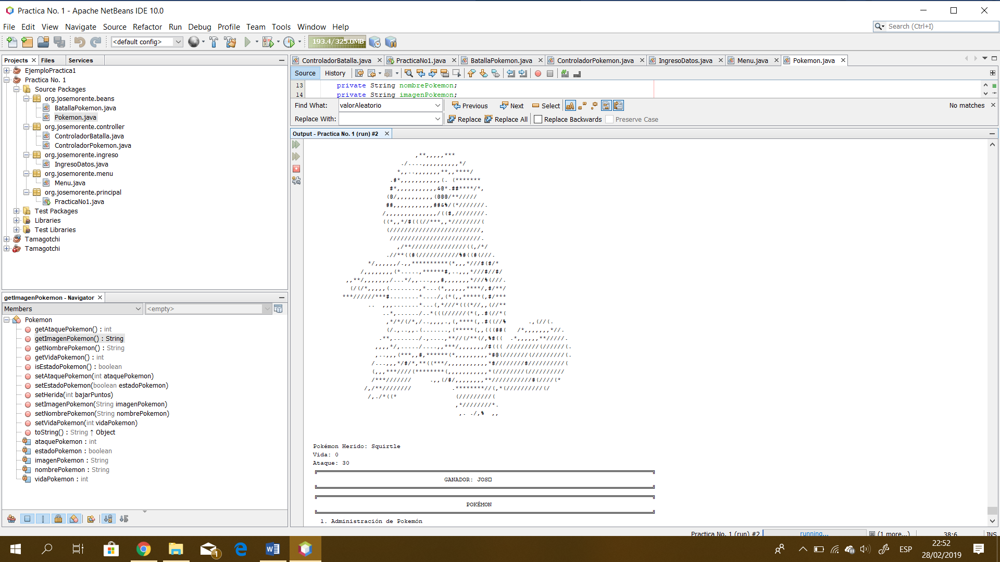 Practica No. 1 - Apache NetBeans IDE 10.0
File Edit View Navigate Source Refactor Run Debug Profile Team Tools Window Help
Search (Ctrl+I)
<default config>
193.4/325.0MB
Projects Files Services
EjemploPractica1
Practica No. 1
Source Packages
org.josemorente.beans
BatallaPokemon.java
Pokemon.java
org.josemorente.controller
ControladorBatalla.java
ControladorPokemon.java
org.josemorente.ingreso
IngresoDatos.java
org.josemorente.menu
Menu.java
org.josemorente.principal
PracticaNo1.java
Test Packages
Libraries
Test Libraries
Tamagotchi
Tamagotchi
getImagenPokemon - Navigator
Members <empty>
Pokemon
getAtaquePokemon() : int
getImagenPokemon() : String
getNombrePokemon() : String
getVidaPokemon() : int
isEstadoPokemon() : boolean
setAtaquePokemon(int ataquePokemon)
setEstadoPokemon(boolean estadoPokemon)
setHerida(int bajarPuntos)
setImagenPokemon(String imagenPokemon)
setNombrePokemon(String nombrePokemon)
setVidaPokemon(int vidaPokemon)
toString() : String ↑ Object
ataquePokemon : int
estadoPokemon : boolean
imagenPokemon : String
nombrePokemon : String
vidaPokemon : int
ControladorBatalla.java PracticaNo1.java BatallaPokemon.java ControladorPokemon.java IngresoDatos.java Menu.java Pokemon.java
Source History
13 private String nombrePokemon;
14 private String imagenPokemon;
Find What: valorAleatorio Previous Next Select No matches
Replace With: Replace Replace All Replace Backwards Preserve Case
Output - Practica No. 1 (run) #2
Pokémon Herido: Squirtle
Vida: 0
Ataque: 30
GANADOR: JOS□
POKÉMON
1. Administración de Pokemón
Practica No. 1 (run) #2 running... (1 more...) 38:6 INS
1
ESP
22:52
28/02/2019